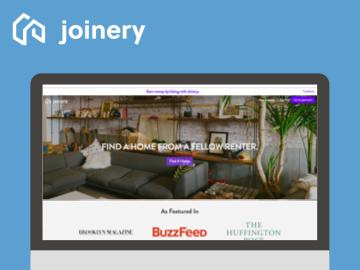 joinery
Earn money by listing with Joinery.
joinery
FIND A HOME FROM A FELLOW RENTER.
Find A Home
As Featured In
BROOKLYN MAGAZINE
BuzzFeed
THE
HUFFINGTON
POST